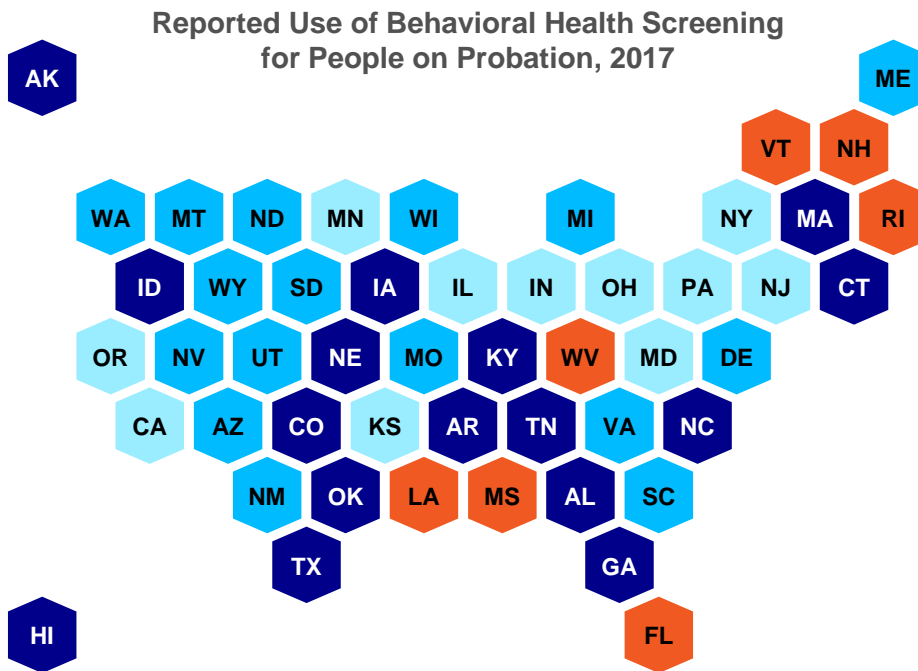 Reported Use of Behavioral Health Screening
for People on Probation, 2017
AK
ME
VT
NH
WA
MT
ND
MN
WI
MI
NY
MA
RI
ID
WY
SD
IA
IL
IN
OH
PA
NJ
CT
OR
NV
UT
NE
MO
KY
WV
MD
DE
CA
AZ
CO
KS
AR
TN
VA
NC
NM
OK
LA
MS
AL
SC
TX
GA
HI
FL